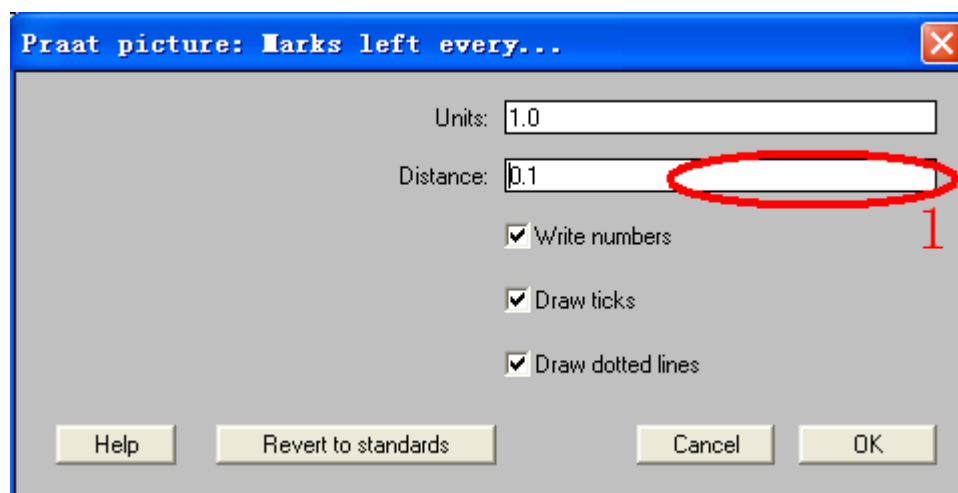 Praat picture: Marks left every...
Units: 1.0
Distance: 0.1
1
Write numbers
Draw ticks
Draw dotted lines
Help Revert to standards Cancel OK